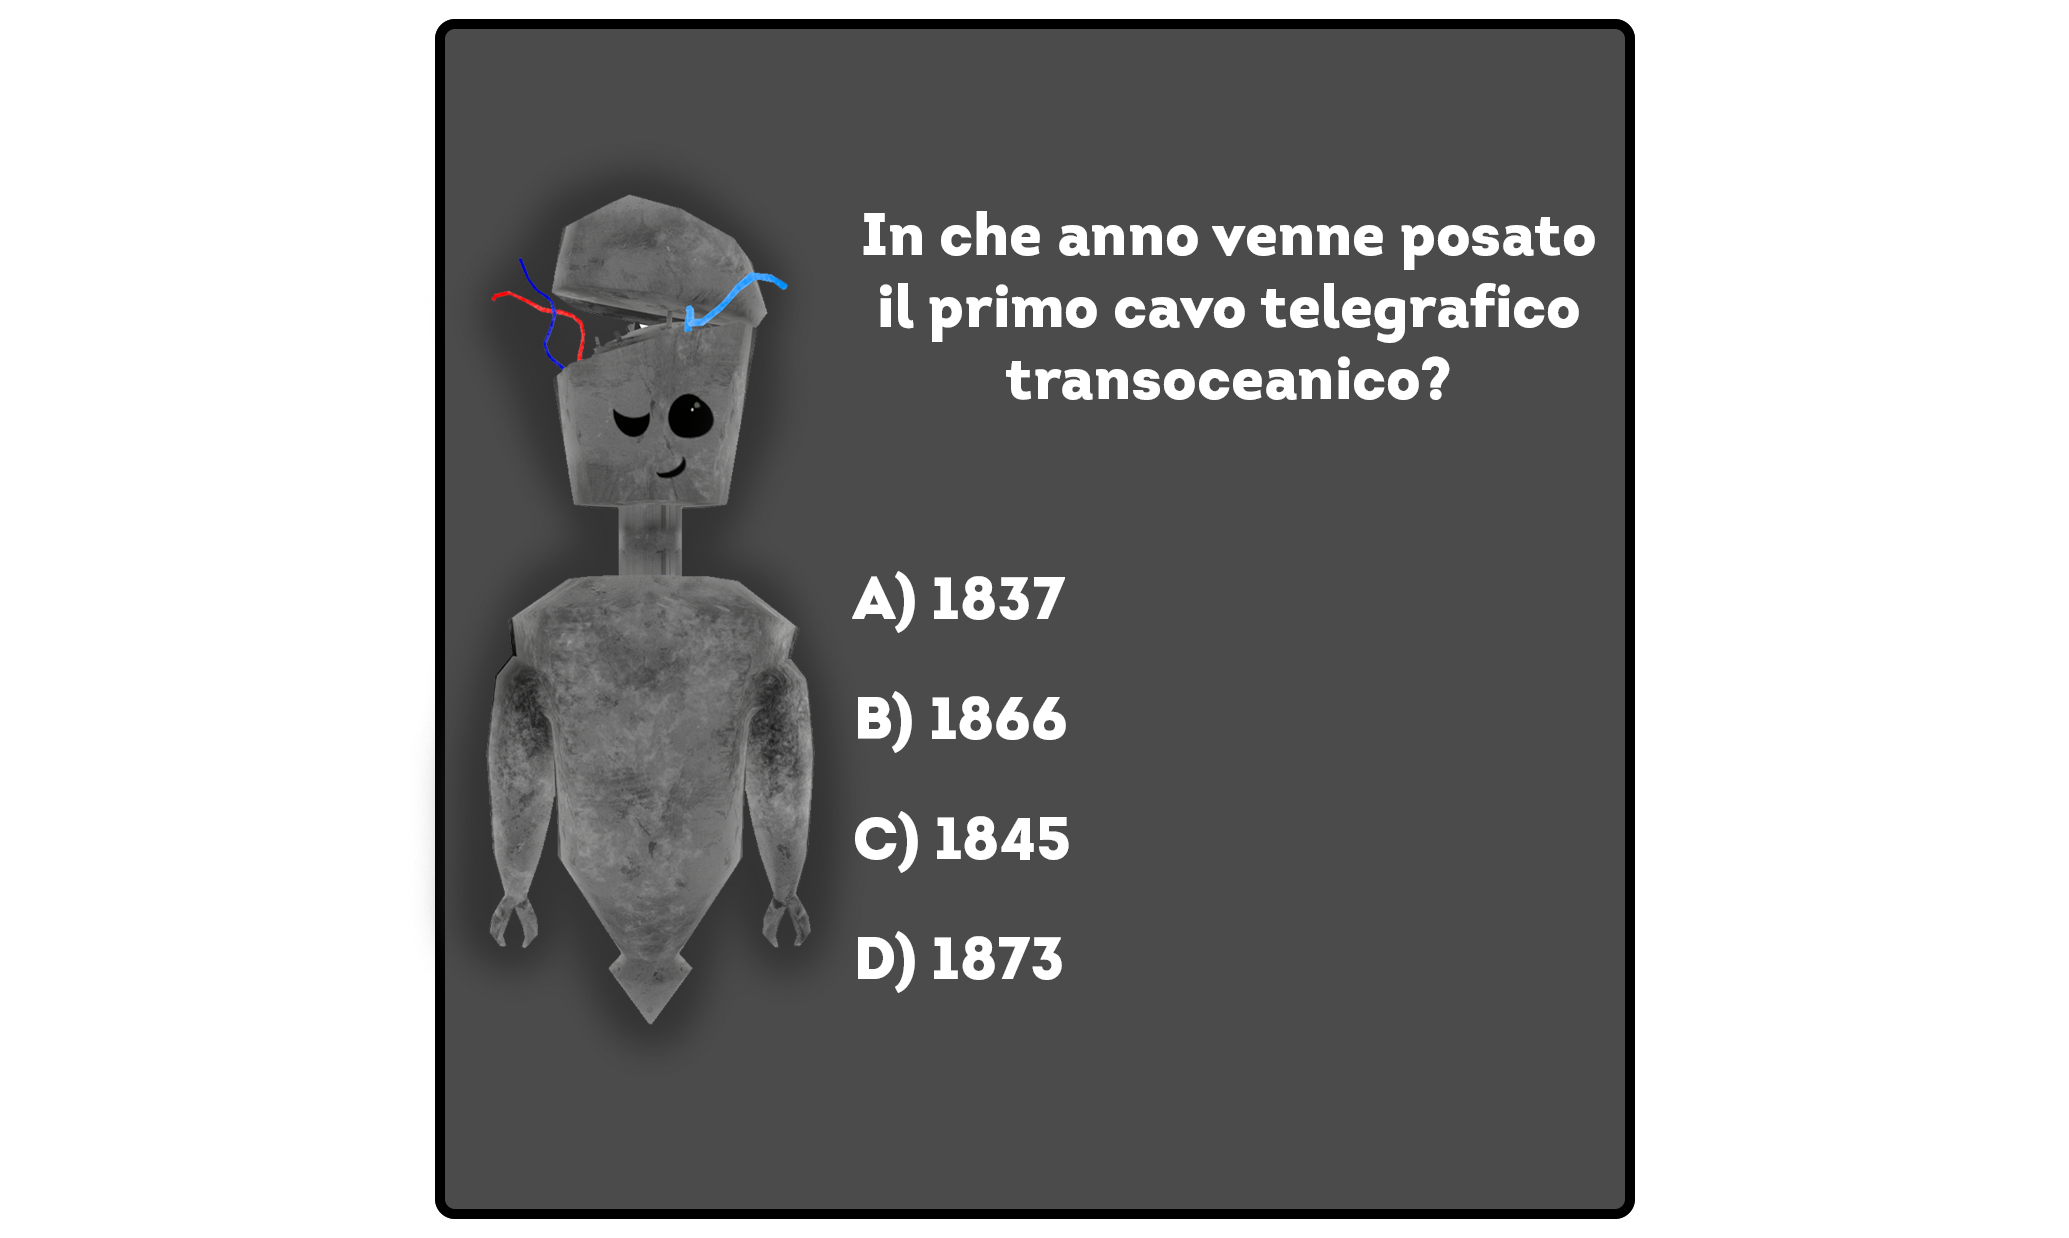 In che anno venne posato
il primo cavo telegrafico
transoceanico?
A) 1837
B) 1866
C) 1845
D) 1873